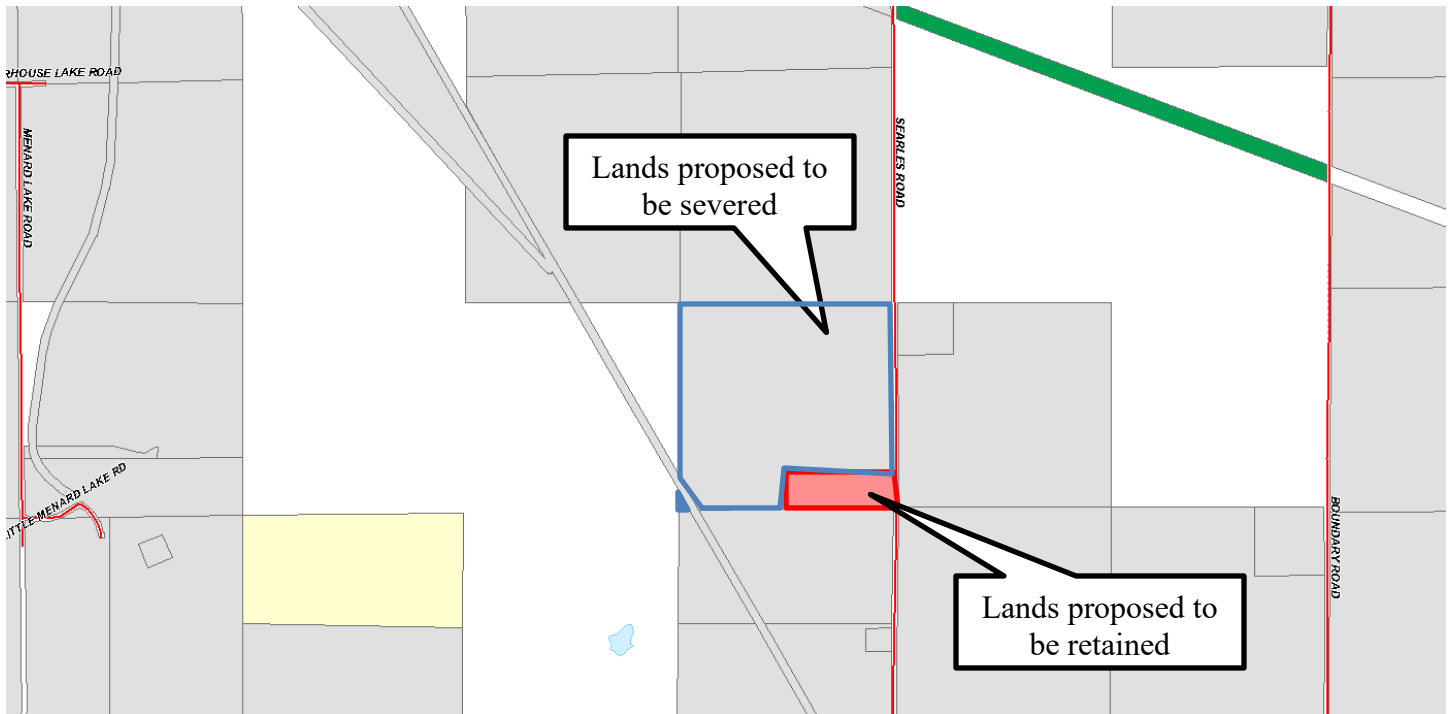 RHOUSE LAKE ROAD
MENARD LAKE ROAD
SEARLES ROAD
Lands proposed to
be severed
ITTLE MENARD LAKE RD
BOUNDARY ROAD
Lands proposed to
be retained